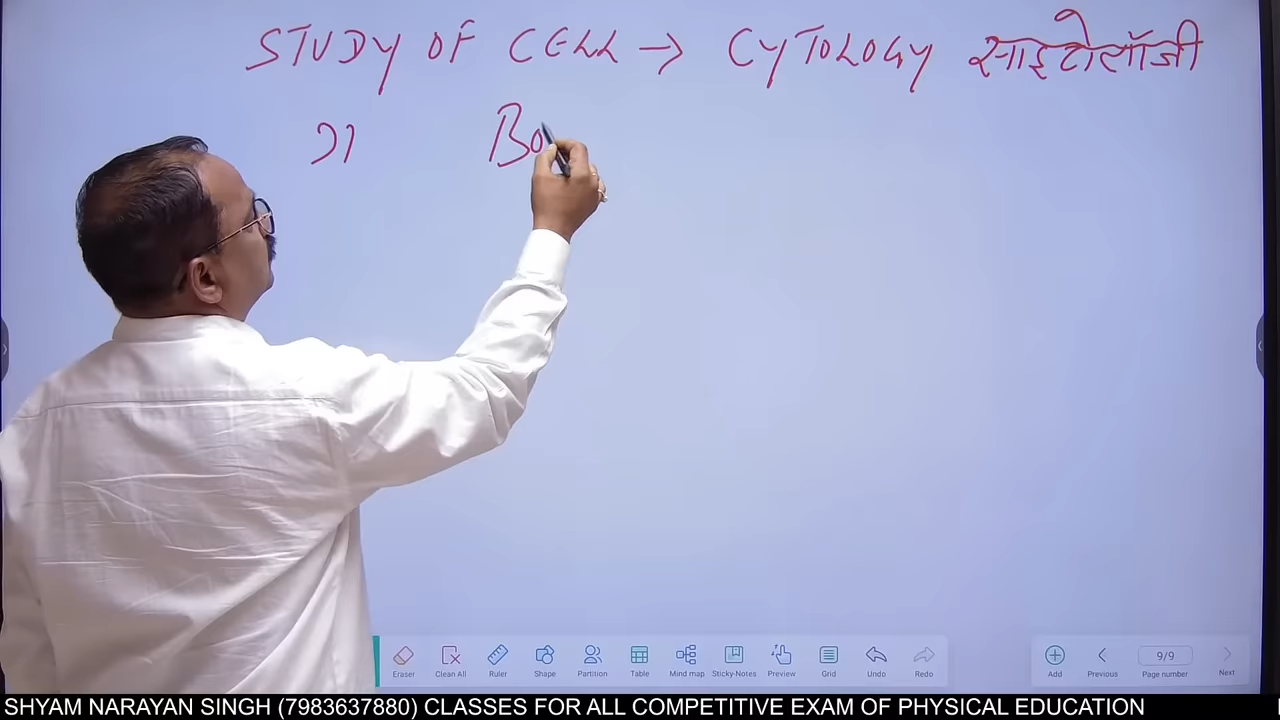 STUDY OF CELL → CYTOLOGY साइटोलॉजी
" Bo
Eraser Clean All Ruler Shape Partition Table Mind map Sticky-Notes Preview Grid Undo Redo Add Previous 9/9 Page number Next
SHYAM NARAYAN SINGH (7983637880) CLASSES FOR ALL COMPETITIVE EXAM OF PHYSICAL EDUCATION